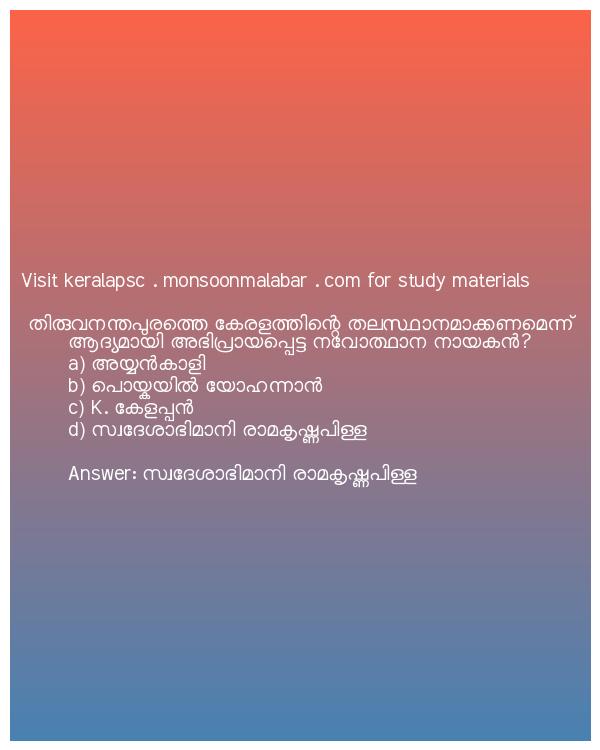 Visit keralapsc . monsoonmalabar . com for study materials
തിരുവനന്തപുരത്തെ കേരളത്തിന്റെ തലസ്ഥാനമാക്കണമെന്ന്
ആദ്യമായി അഭിപ്രായപ്പെട്ട നവോത്ഥാന നായകൻ?
a) അയ്യൻകാളി
b) പൊയ്കയിൽ യോഹന്നാൻ
c) K. കേളപ്പൻ
d) സ്വദേശാഭിമാനി രാമകൃഷ്ണപിള്ള
Answer: സ്വദേശാഭിമാനി രാമകൃഷ്ണപിള്ള